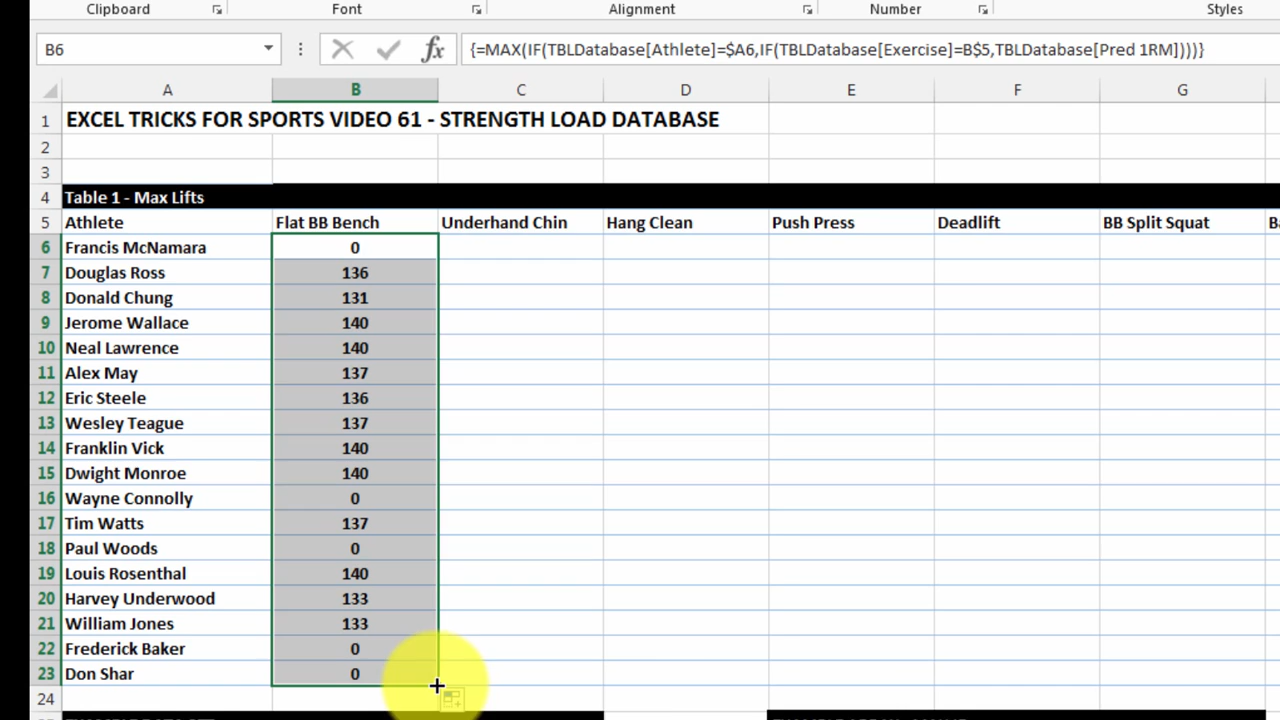 Clipboard Font Alignment Number Styles
B6 fx {=MAX(IF(TBLDatabase[Athlete]=$A6,IF(TBLDatabase[Exercise]=B$5,TBLDatabase[Pred 1RM])))}
A B C D E F G
1 EXCEL TRICKS FOR SPORTS VIDEO 61 - STRENGTH LOAD DATABASE
2
3
4 Table 1 - Max Lifts
5 Athlete Flat BB Bench Underhand Chin Hang Clean Push Press Deadlift BB Split Squat
6 Francis McNamara 0
7 Douglas Ross 136
8 Donald Chung 131
9 Jerome Wallace 140
10 Neal Lawrence 140
11 Alex May 137
12 Eric Steele 136
13 Wesley Teague 137
14 Franklin Vick 140
15 Dwight Monroe 140
16 Wayne Connolly 0
17 Tim Watts 137
18 Paul Woods 0
19 Louis Rosenthal 140
20 Harvey Underwood 133
21 William Jones 133
22 Frederick Baker 0
23 Don Shar 0
24